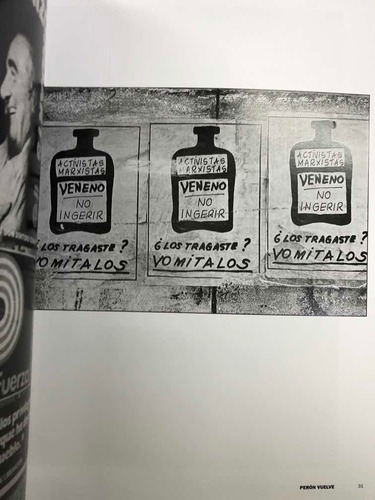 ACTIVISTAS
MARXISTAS
VENENO
NO
INGERIR
¿LOS TRAGASTE?
VOMITALOS
ACTIVISTAS
MARXISTAS
VENENO
NO
INGERIR
¿LOS TRAGASTE?
VOMITALOS
ACTIVISTAS
MARXISTAS
VENENO
NO
INGERIR
¿LOS TRAGASTE?
VOMITALOS
fuerza
PERÓN VUELVE
31